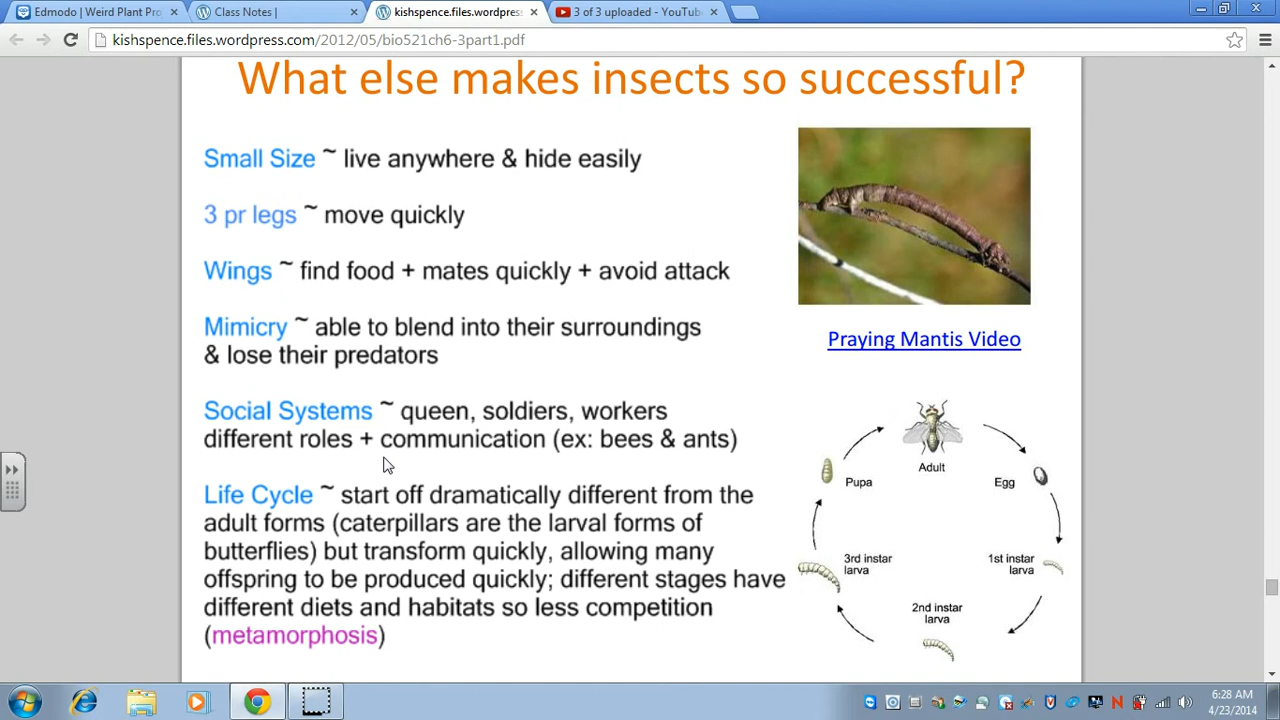 Edmodo | Weird Plant Pro
Class Notes |
kishspence.files.wordpres
3 of 3 uploaded - YouTub
kishspence.files.wordpress.com/2012/05/bio521ch6-3part1.pdf
What else makes insects so successful?
Small Size ~ live anywhere & hide easily
3 pr legs ~ move quickly
Wings ~ find food + mates quickly + avoid attack
Mimicry ~ able to blend into their surroundings
& lose their predators
Social Systems ~ queen, soldiers, workers
different roles + communication (ex: bees & ants)
Life Cycle ~ start off dramatically different from the
adult forms (caterpillars are the larval forms of
butterflies) but transform quickly, allowing many
offspring to be produced quickly; different stages have
different diets and habitats so less competition
(metamorphosis)
Praying Mantis Video
Adult
Pupa
Egg
3rd instar
larva
1st instar
larva
2nd instar
larva
6:28 AM
4/23/2014